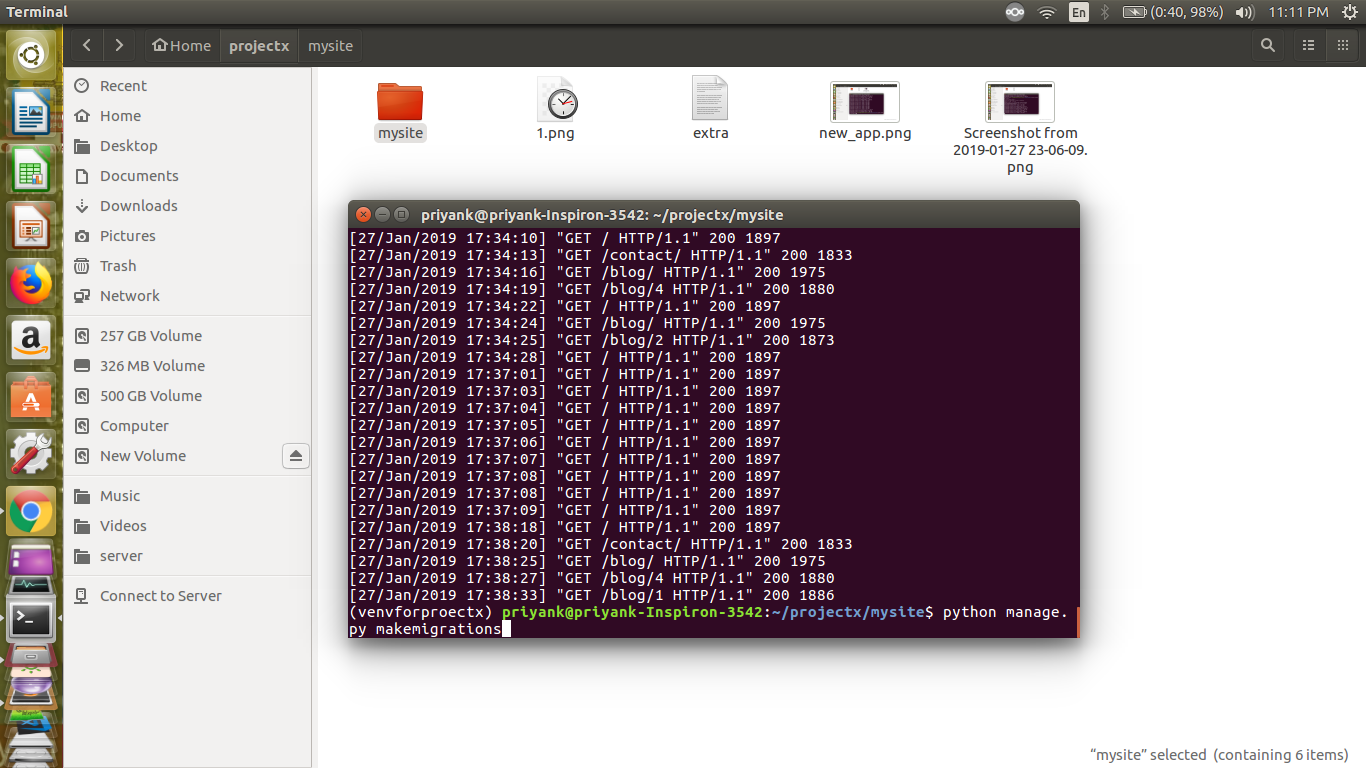 Terminal
En
(0:40, 98%)
11:11 PM
Home
projectx
mysite
Recent
Home
Desktop
Documents
Downloads
Pictures
Trash
Network
257 GB Volume
326 MB Volume
500 GB Volume
Computer
New Volume
Music
Videos
server
Connect to Server
mysite
1.png
extra
new_app.png
Screenshot from
2019-01-27 23-06-09.
png
priyank@priyank-Inspiron-3542: ~/projectx/mysite
[27/Jan/2019 17:34:10] "GET / HTTP/1.1" 200 1897
[27/Jan/2019 17:34:13] "GET /contact/ HTTP/1.1" 200 1833
[27/Jan/2019 17:34:16] "GET /blog/ HTTP/1.1" 200 1975
[27/Jan/2019 17:34:19] "GET /blog/4 HTTP/1.1" 200 1880
[27/Jan/2019 17:34:22] "GET / HTTP/1.1" 200 1897
[27/Jan/2019 17:34:24] "GET /blog/ HTTP/1.1" 200 1975
[27/Jan/2019 17:34:25] "GET /blog/2 HTTP/1.1" 200 1873
[27/Jan/2019 17:34:28] "GET / HTTP/1.1" 200 1897
[27/Jan/2019 17:37:01] "GET / HTTP/1.1" 200 1897
[27/Jan/2019 17:37:03] "GET / HTTP/1.1" 200 1897
[27/Jan/2019 17:37:04] "GET / HTTP/1.1" 200 1897
[27/Jan/2019 17:37:05] "GET / HTTP/1.1" 200 1897
[27/Jan/2019 17:37:06] "GET / HTTP/1.1" 200 1897
[27/Jan/2019 17:37:07] "GET / HTTP/1.1" 200 1897
[27/Jan/2019 17:37:08] "GET / HTTP/1.1" 200 1897
[27/Jan/2019 17:37:08] "GET / HTTP/1.1" 200 1897
[27/Jan/2019 17:37:09] "GET / HTTP/1.1" 200 1897
[27/Jan/2019 17:38:18] "GET / HTTP/1.1" 200 1897
[27/Jan/2019 17:38:20] "GET /contact/ HTTP/1.1" 200 1833
[27/Jan/2019 17:38:25] "GET /blog/ HTTP/1.1" 200 1975
[27/Jan/2019 17:38:27] "GET /blog/4 HTTP/1.1" 200 1880
[27/Jan/2019 17:38:33] "GET /blog/1 HTTP/1.1" 200 1886
(venvforproectx) priyank@priyank-Inspiron-3542:~/projectx/mysite$ python manage.
py makemigrations
“mysite” selected (containing 6 items)